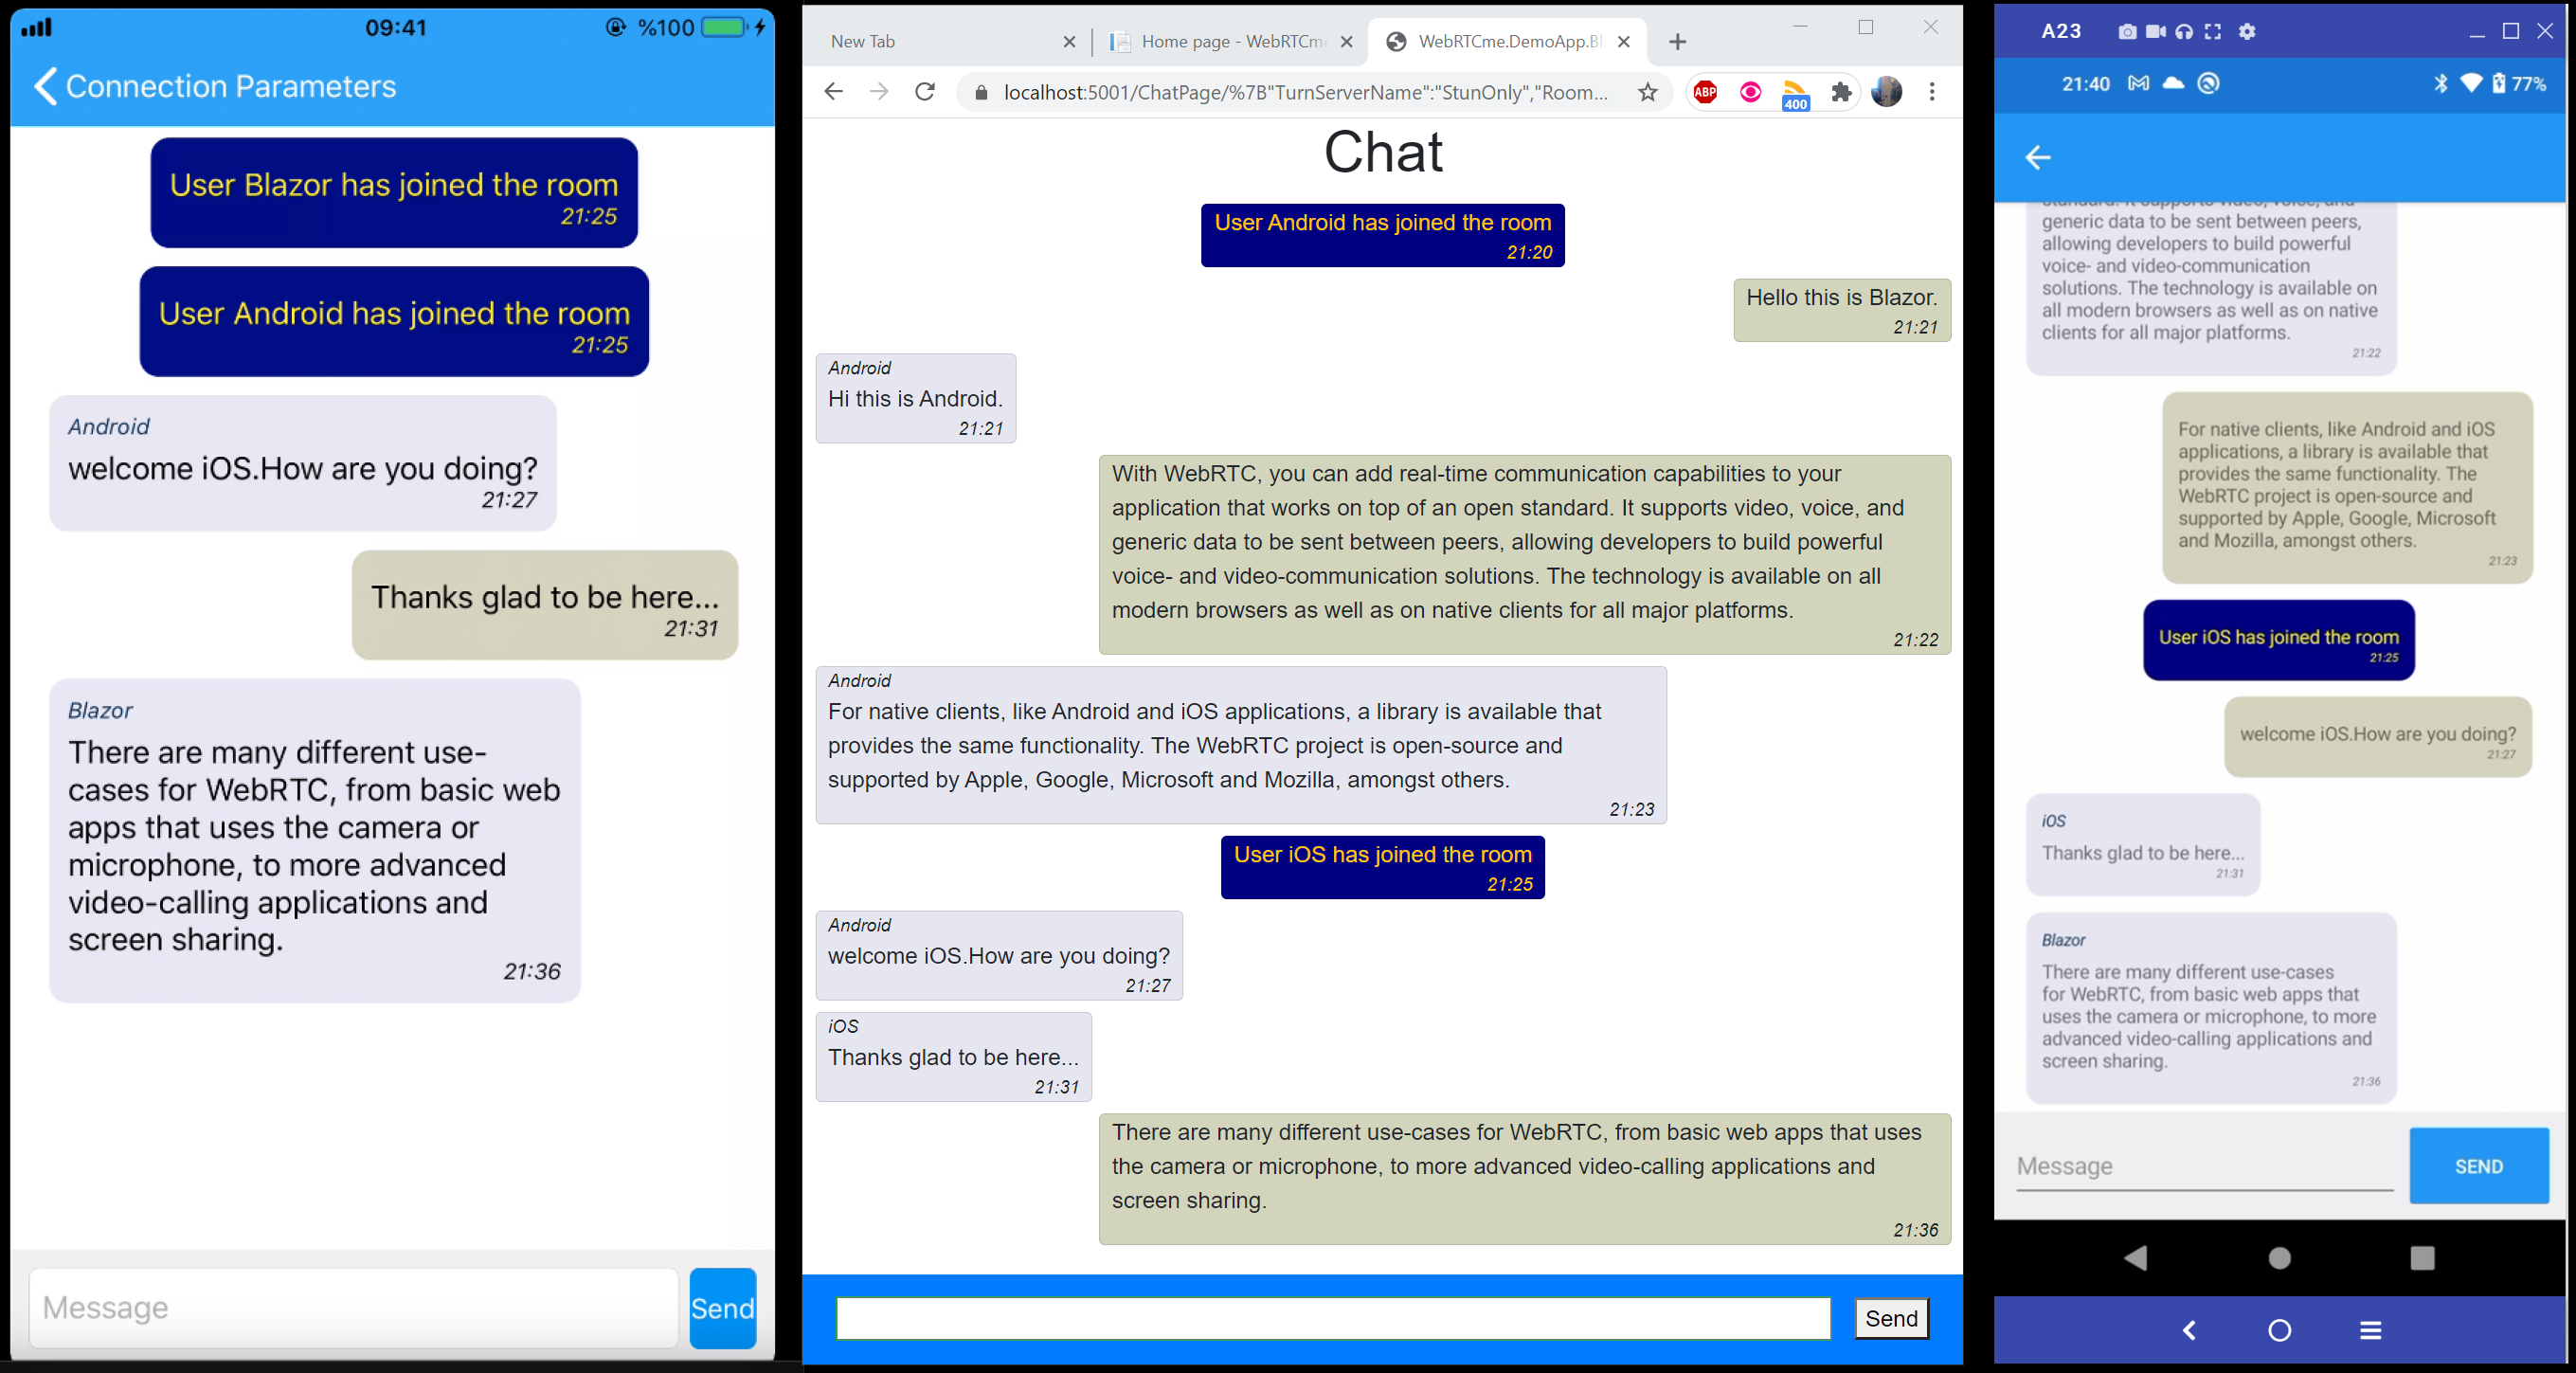 09:41
%100
Connection Parameters
User Blazor has joined the room
21:25
User Android has joined the room
21:25
Android
welcome iOS.How are you doing?
21:27
Thanks glad to be here...
21:31
Blazor
There are many different use-
cases for WebRTC, from basic web
apps that uses the camera or
microphone, to more advanced
video-calling applications and
screen sharing.
21:36
Message
Send
New Tab
Home page - WebRTCme
WebRTCme.DemoApp.Bl
localhost:5001/ChatPage/%7B"TurnServerName":"StunOnly","Room...
ABP
400
Chat
User Android has joined the room
21:20
Hello this is Blazor.
21:21
Android
Hi this is Android.
21:21
With WebRTC, you can add real-time communication capabilities to your
application that works on top of an open standard. It supports video, voice, and
generic data to be sent between peers, allowing developers to build powerful
voice- and video-communication solutions. The technology is available on all
modern browsers as well as on native clients for all major platforms.
21:22
Android
For native clients, like Android and iOS applications, a library is available that
provides the same functionality. The WebRTC project is open-source and
supported by Apple, Google, Microsoft and Mozilla, amongst others.
21:23
User iOS has joined the room
21:25
Android
welcome iOS.How are you doing?
21:27
iOS
Thanks glad to be here...
21:31
There are many different use-cases for WebRTC, from basic web apps that uses
the camera or microphone, to more advanced video-calling applications and
screen sharing.
21:36
Send
A23
21:40
77%
standard. It supports video, voice, and
generic data to be sent between peers,
allowing developers to build powerful
voice- and video-communication
solutions. The technology is available on
all modern browsers as well as on native
clients for all major platforms.
21:22
For native clients, like Android and iOS
applications, a library is available that
provides the same functionality. The
WebRTC project is open-source and
supported by Apple, Google, Microsoft
and Mozilla, amongst others.
21:23
User iOS has joined the room
21:25
welcome iOS.How are you doing?
21:27
iOS
Thanks glad to be here...
21:31
Blazor
There are many different use-cases
for WebRTC, from basic web apps that
uses the camera or microphone, to more
advanced video-calling applications and
screen sharing.
21:36
Message
SEND